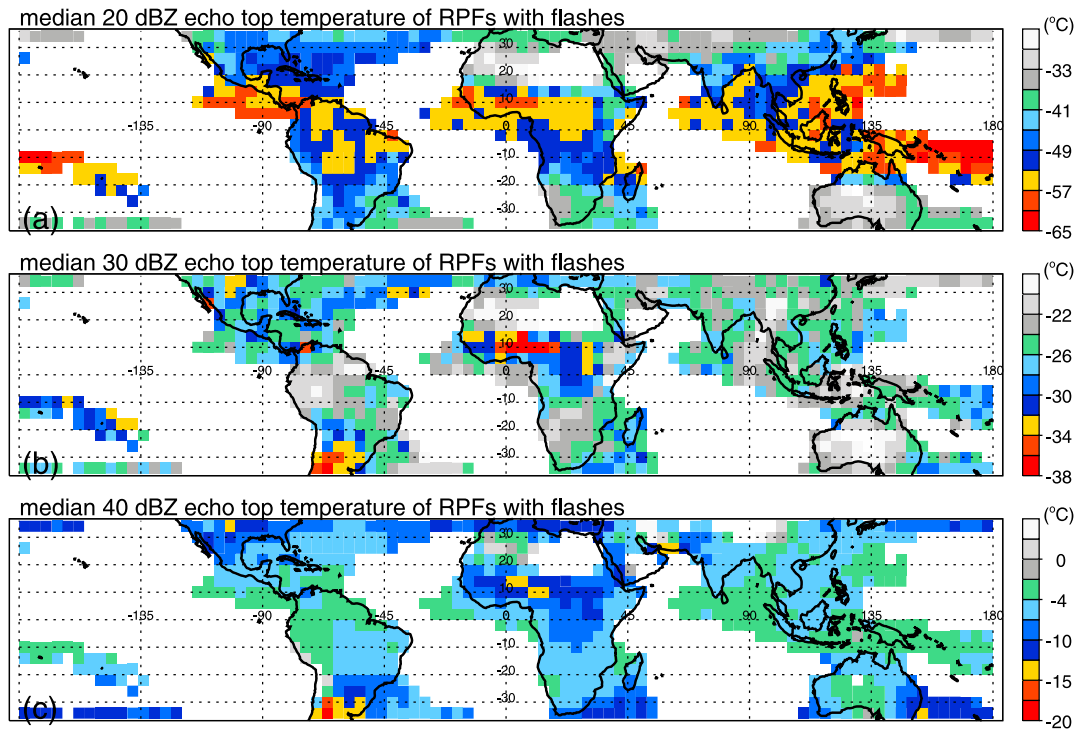 median 20 dBZ echo top temperature of RPFs with flashes
(°C)
30
20
10
-135 -90 -45 0 45 90 135 180
-10
-20
-30
(a)
-33
-41
-49
-57
-65
median 30 dBZ echo top temperature of RPFs with flashes
(°C)
30
20
10
-135 -90 -45 0 45 90 135 180
-10
-20
-30
(b)
-22
-26
-30
-34
-38
median 40 dBZ echo top temperature of RPFs with flashes
(°C)
30
20
10
-135 -90 -45 0 45 90 135 180
-10
-20
-30
(c)
0
-4
-10
-15
-20